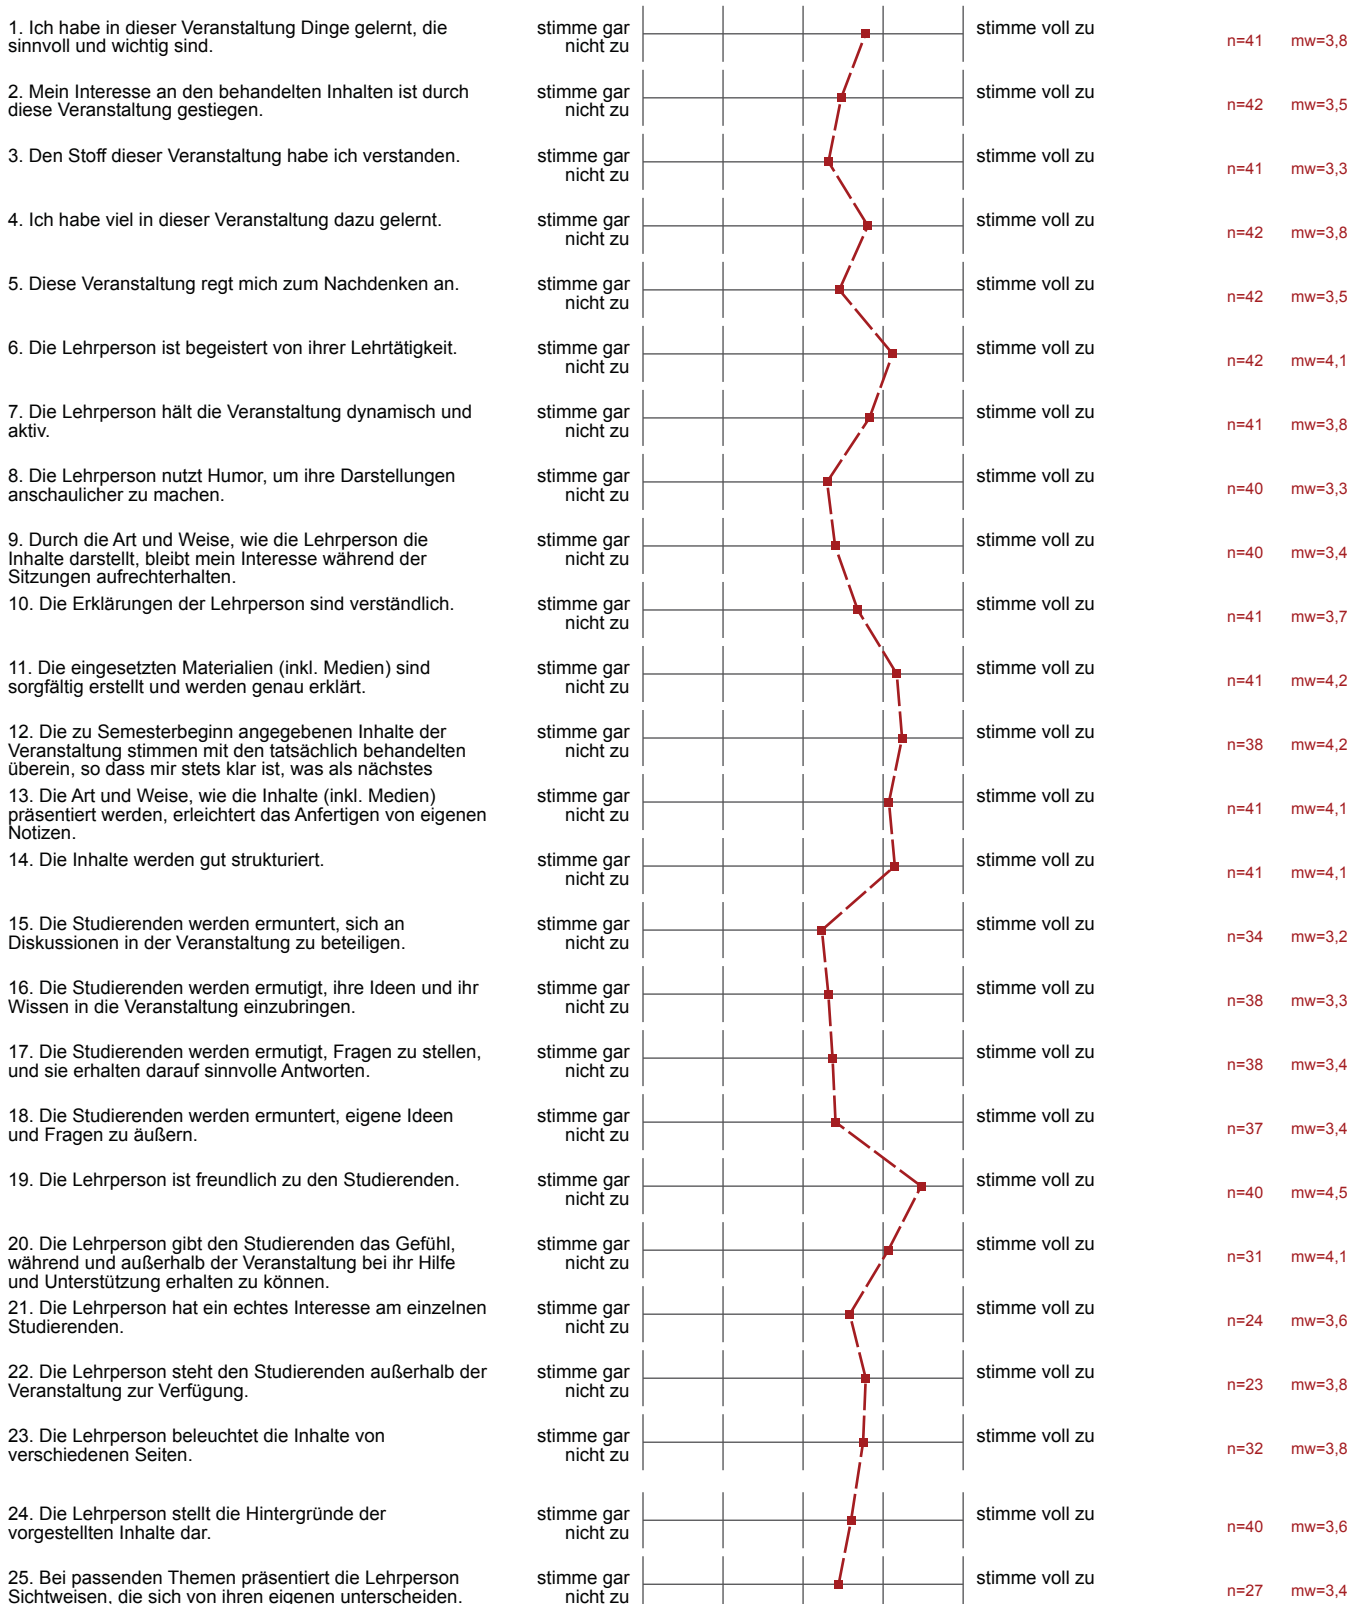 1. Ich habe in dieser Veranstaltung Dinge gelernt, die
sinnvoll und wichtig sind.
stimme gar
nicht zu
stimme voll zu
n=41 mw=3,8
2. Mein Interesse an den behandelten Inhalten ist durch
diese Veranstaltung gestiegen.
stimme gar
nicht zu
stimme voll zu
n=42 mw=3,5
3. Den Stoff dieser Veranstaltung habe ich verstanden.
stimme gar
nicht zu
stimme voll zu
n=41 mw=3,3
4. Ich habe viel in dieser Veranstaltung dazu gelernt.
stimme gar
nicht zu
stimme voll zu
n=42 mw=3,8
5. Diese Veranstaltung regt mich zum Nachdenken an.
stimme gar
nicht zu
stimme voll zu
n=42 mw=3,5
6. Die Lehrperson ist begeistert von ihrer Lehrtätigkeit.
stimme gar
nicht zu
stimme voll zu
n=42 mw=4,1
7. Die Lehrperson hält die Veranstaltung dynamisch und
aktiv.
stimme gar
nicht zu
stimme voll zu
n=41 mw=3,8
8. Die Lehrperson nutzt Humor, um ihre Darstellungen
anschaulicher zu machen.
stimme gar
nicht zu
stimme voll zu
n=40 mw=3,3
9. Durch die Art und Weise, wie die Lehrperson die
Inhalte darstellt, bleibt mein Interesse während der
Sitzungen aufrechterhalten.
stimme gar
nicht zu
stimme voll zu
n=40 mw=3,4
10. Die Erklärungen der Lehrperson sind verständlich.
stimme gar
nicht zu
stimme voll zu
n=41 mw=3,7
11. Die eingesetzten Materialien (inkl. Medien) sind
sorgfältig erstellt und werden genau erklärt.
stimme gar
nicht zu
stimme voll zu
n=41 mw=4,2
12. Die zu Semesterbeginn angegebenen Inhalte der
Veranstaltung stimmen mit den tatsächlich behandelten
überein, so dass mir stets klar ist, was als nächstes
stimme gar
nicht zu
stimme voll zu
n=38 mw=4,2
13. Die Art und Weise, wie die Inhalte (inkl. Medien)
präsentiert werden, erleichtert das Anfertigen von eigenen
Notizen.
stimme gar
nicht zu
stimme voll zu
n=41 mw=4,1
14. Die Inhalte werden gut strukturiert.
stimme gar
nicht zu
stimme voll zu
n=41 mw=4,1
15. Die Studierenden werden ermuntert, sich an
Diskussionen in der Veranstaltung zu beteiligen.
stimme gar
nicht zu
stimme voll zu
n=34 mw=3,2
16. Die Studierenden werden ermutigt, ihre Ideen und ihr
Wissen in die Veranstaltung einzubringen.
stimme gar
nicht zu
stimme voll zu
n=38 mw=3,3
17. Die Studierenden werden ermutigt, Fragen zu stellen,
und sie erhalten darauf sinnvolle Antworten.
stimme gar
nicht zu
stimme voll zu
n=38 mw=3,4
18. Die Studierenden werden ermuntert, eigene Ideen
und Fragen zu äußern.
stimme gar
nicht zu
stimme voll zu
n=37 mw=3,4
19. Die Lehrperson ist freundlich zu den Studierenden.
stimme gar
nicht zu
stimme voll zu
n=40 mw=4,5
20. Die Lehrperson gibt den Studierenden das Gefühl,
während und außerhalb der Veranstaltung bei ihr Hilfe
und Unterstützung erhalten zu können.
stimme gar
nicht zu
stimme voll zu
n=31 mw=4,1
21. Die Lehrperson hat ein echtes Interesse am einzelnen
Studierenden.
stimme gar
nicht zu
stimme voll zu
n=24 mw=3,6
22. Die Lehrperson steht den Studierenden außerhalb der
Veranstaltung zur Verfügung.
stimme gar
nicht zu
stimme voll zu
n=23 mw=3,8
23. Die Lehrperson beleuchtet die Inhalte von
verschiedenen Seiten.
stimme gar
nicht zu
stimme voll zu
n=32 mw=3,8
24. Die Lehrperson stellt die Hintergründe der
vorgestellten Inhalte dar.
stimme gar
nicht zu
stimme voll zu
n=40 mw=3,6
25. Bei passenden Themen präsentiert die Lehrperson
Sichtweisen, die sich von ihren eigenen unterscheiden.
stimme gar
nicht zu
stimme voll zu
n=27 mw=3,4